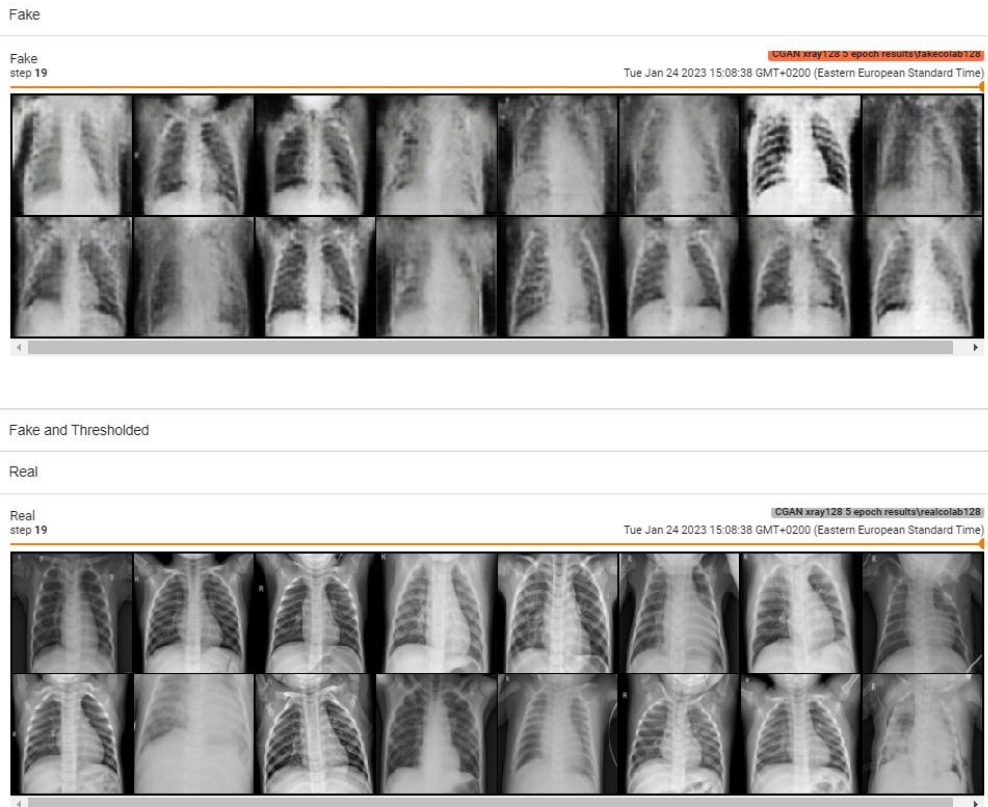 Fake
Fake
CGAN xray128 5 epoch results\fakecolab128
step 19
Tue Jan 24 2023 15:08:38 GMT+0200 (Eastern European Standard Time)
Fake and Thresholded
Real
Real
CGAN xray128 5 epoch results\realcolab128
step 19
Tue Jan 24 2023 15:08:38 GMT+0200 (Eastern European Standard Time)
R
R
R
R